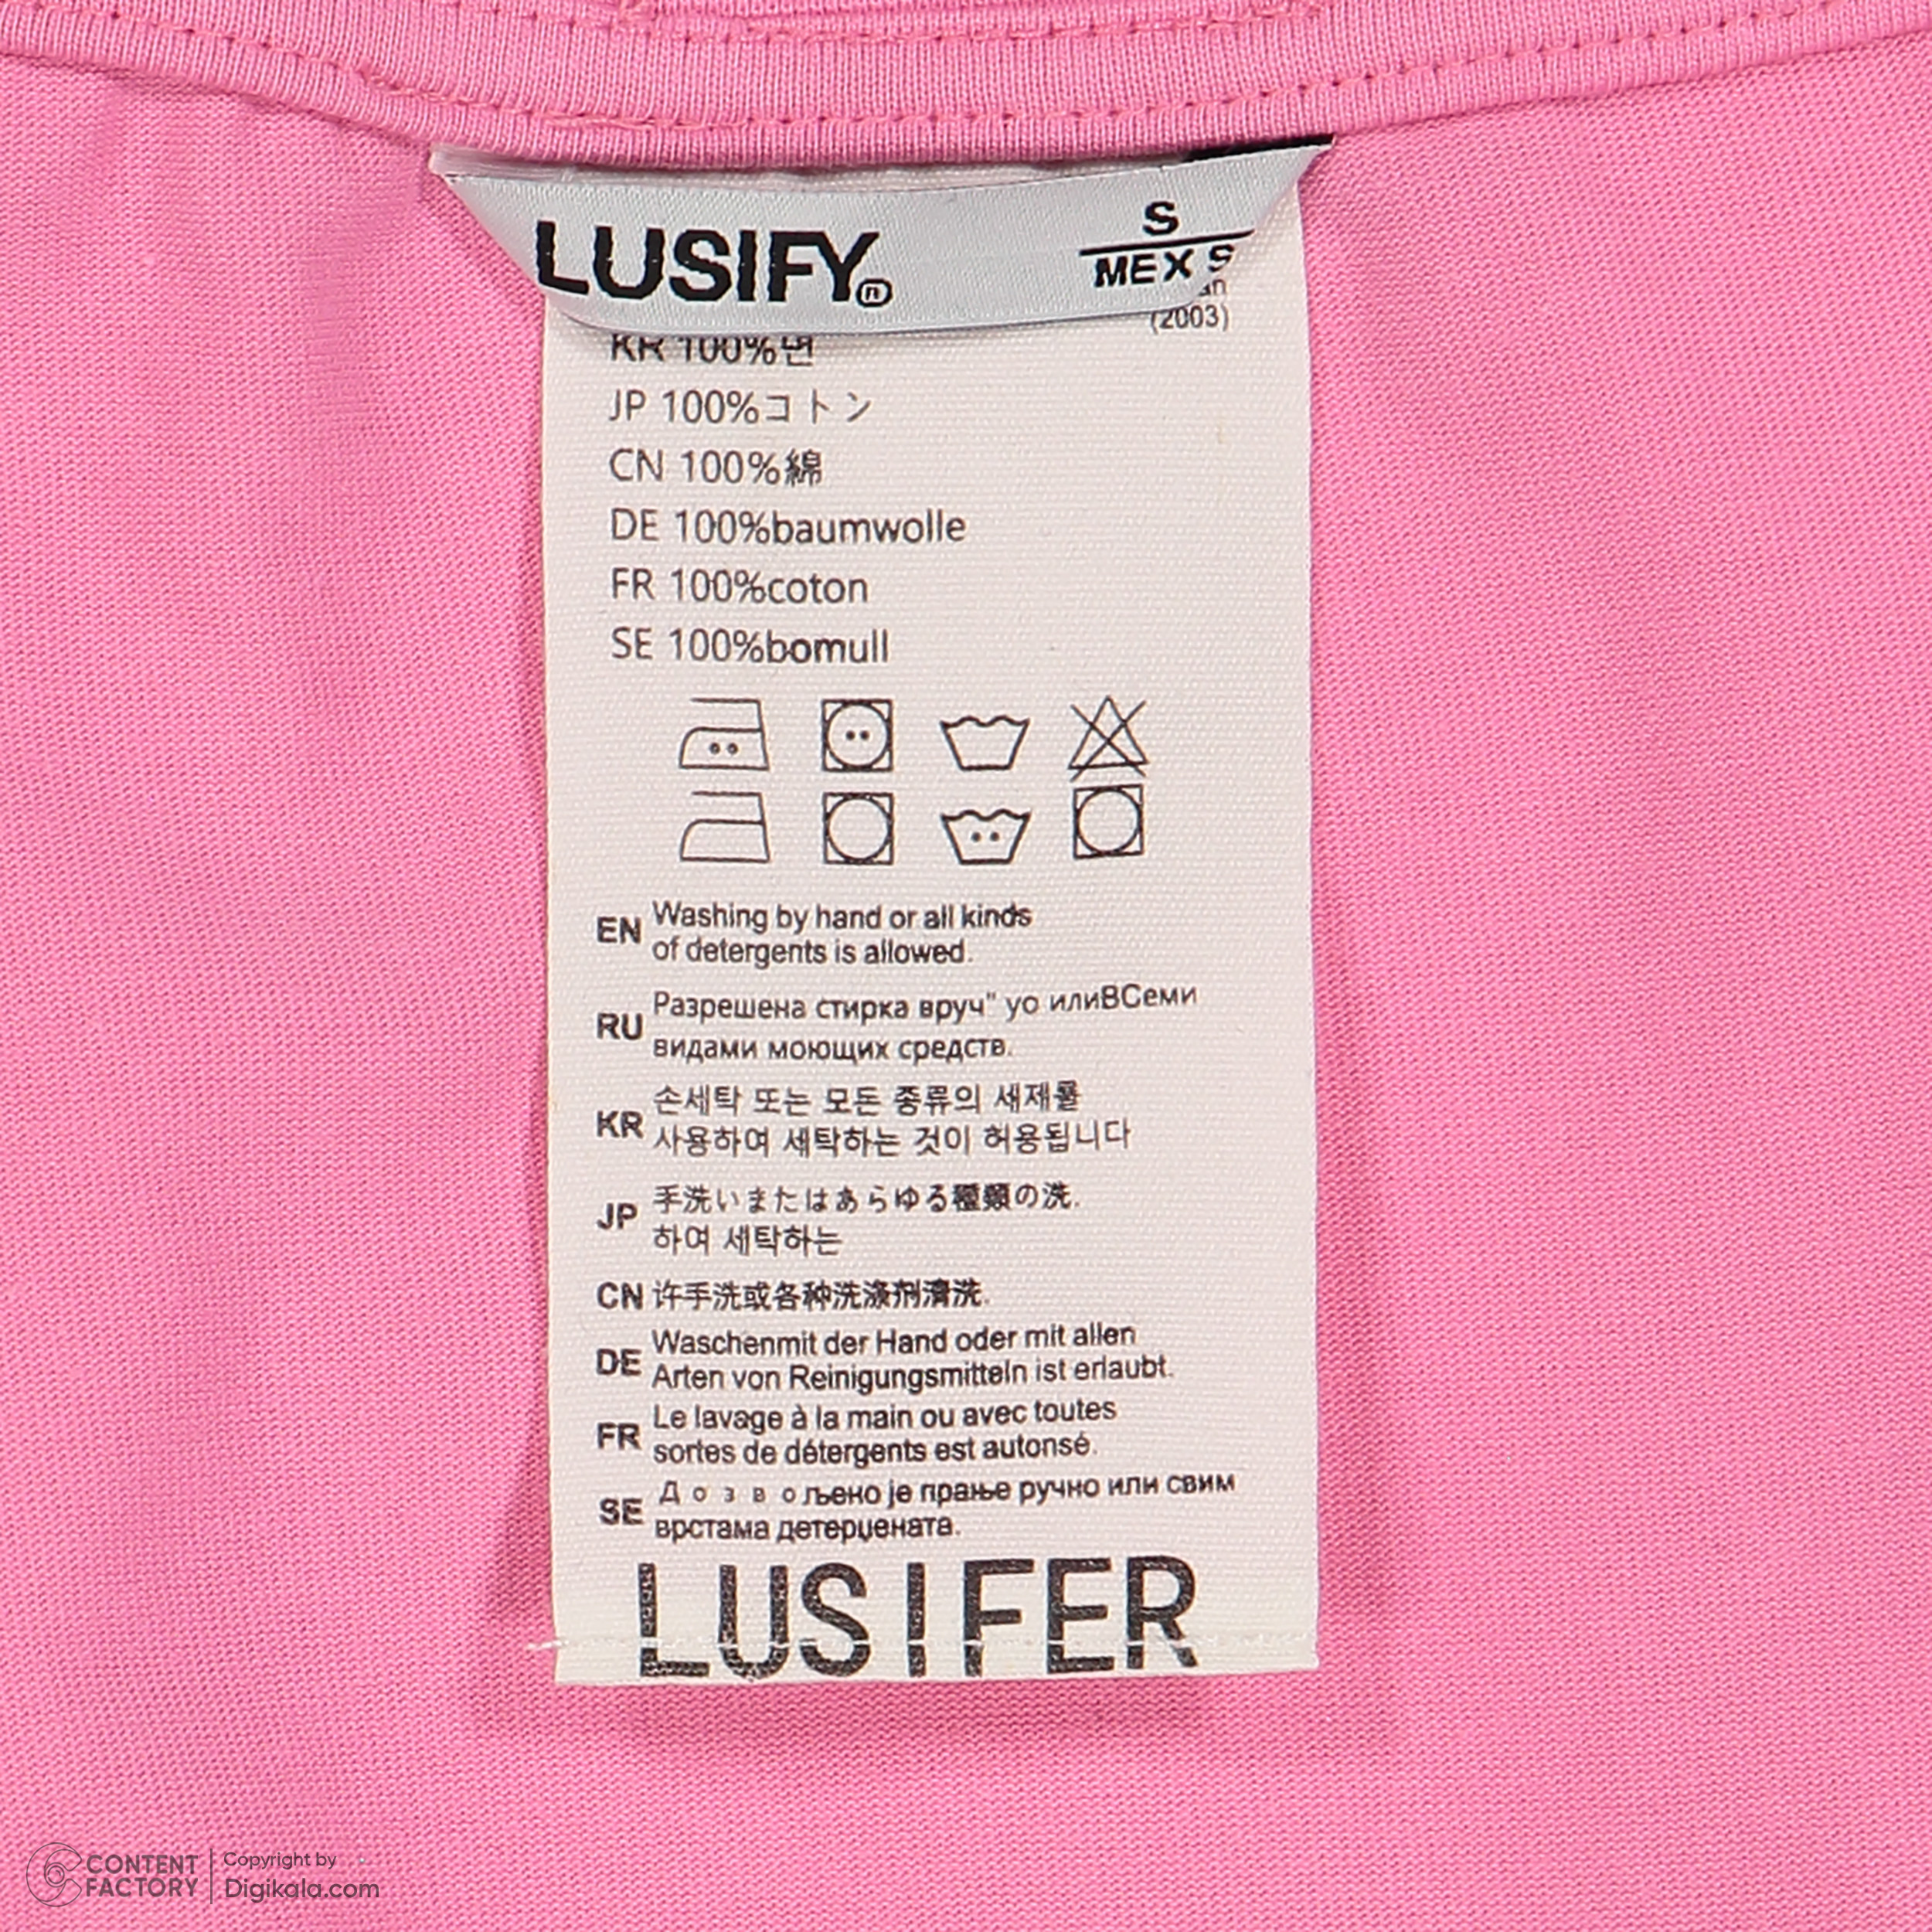 LUSIFY®
S
MEX S
an
(2003)
KR 100%면
JP 100%コトン
CN 100%綿
DE 100%baumwolle
FR 100%coton
SE 100%bomull
EN Washing by hand or all kinds
of detergents is allowed.
RU Разрешена стирка вруч" уо илиВСеми
видами моющих средств.
KR 손세탁 또는 모든 종류의 세제를
사용하여 세탁하는 것이 허용됩니다
JP 手洗いまたはあらゆる種類の洗.
하여 세탁하는
CN 许手洗或各种洗涤剂清洗.
DE Waschenmit der Hand oder mit allen
Arten von Reinigungsmitteln ist erlaubt.
FR Le lavage à la main ou avec toutes
sortes de détergents est autonsé.
SE Д о з в ољено је прање ручно или свим
врстама детерџената.
LUSIFER
CONTENT FACTORY
Copyright by
Digikala.com